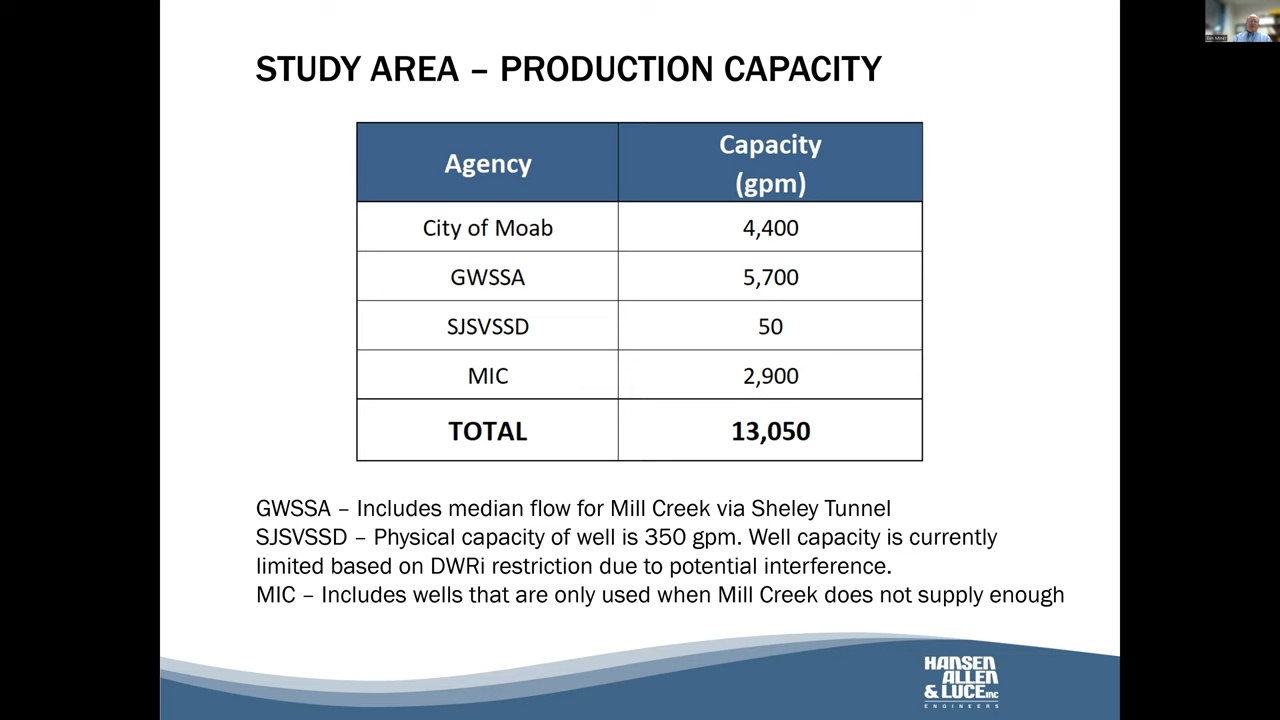 STUDY AREA – PRODUCTION CAPACITY
Agency
Capacity
(gpm)
City of Moab
4,400
GWSSA
5,700
SJSVSSD
50
MIC
2,900
TOTAL
13,050
GWSSA – Includes median flow for Mill Creek via Sheley Tunnel
SJSVSSD – Physical capacity of well is 350 gpm. Well capacity is currently
limited based on DWRi restriction due to potential interference.
MIC – Includes wells that are only used when Mill Creek does not supply enough
HANSEN
ALLEN
& LUCE INC
ENGINEERS